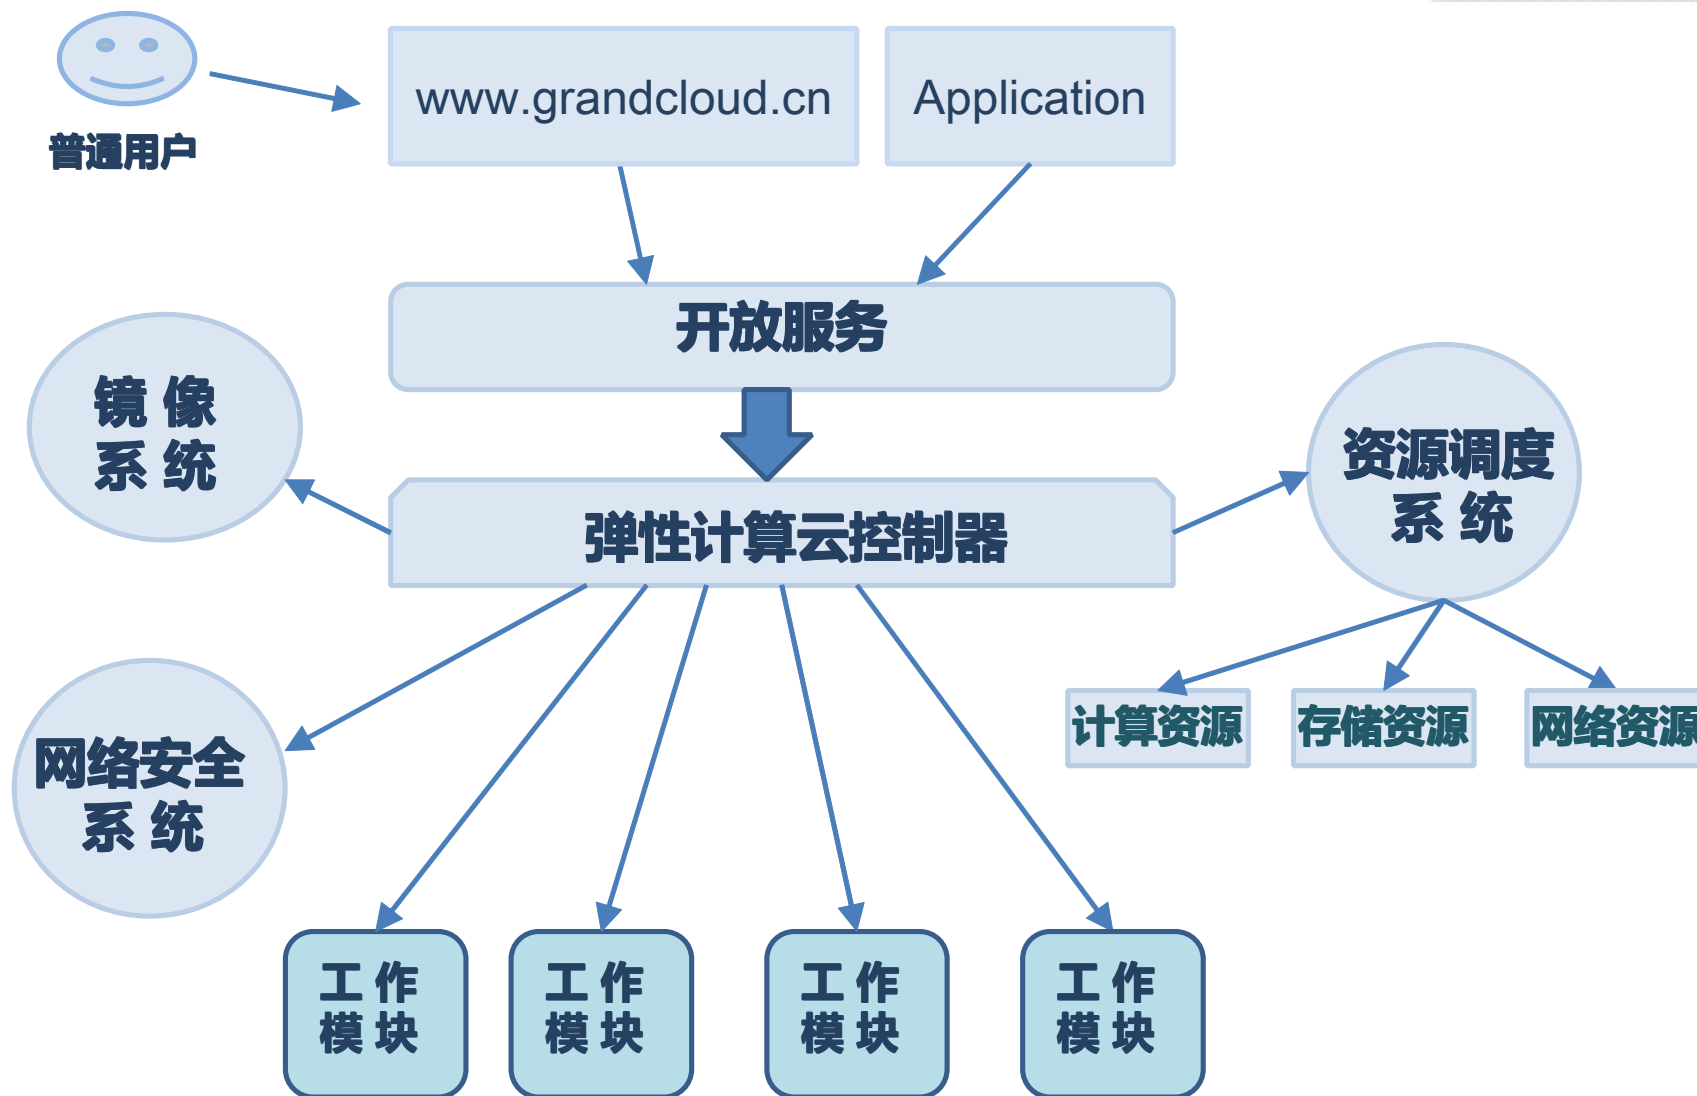 www.grandcloud.cn
Application
普通用户
开放服务
镜 像
系 统
资源调度
系 统
弹性计算云控制器
计算资源
存储资源
网络资源
网络安全
系 统
工 作
模 块
工 作
模 块
工 作
模 块
工 作
模 块